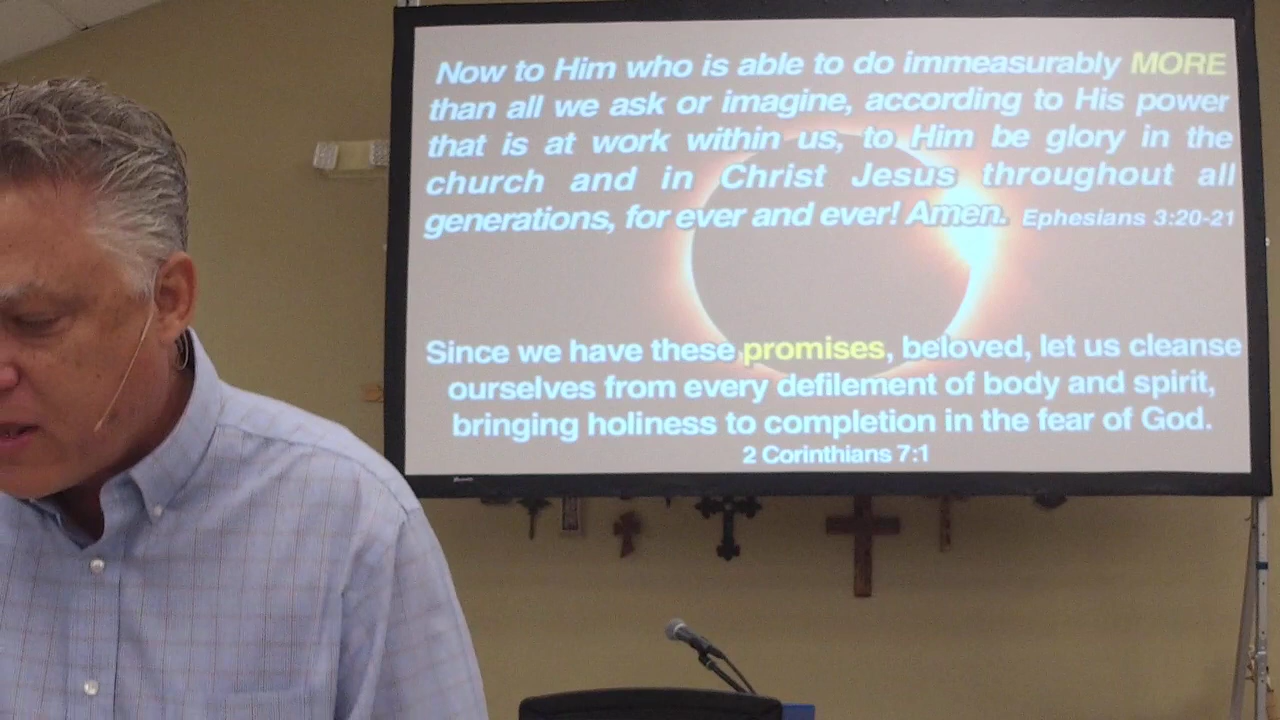 Now to Him who is able to do immeasurably MORE
than all we ask or imagine, according to His power
that is at work within us, to Him be glory in the
church and in Christ Jesus throughout all
generations, for ever and ever! Amen. Ephesians 3:20-21
Since we have these promises, beloved, let us cleanse
ourselves from every defilement of body and spirit,
bringing holiness to completion in the fear of God.
2 Corinthians 7:1